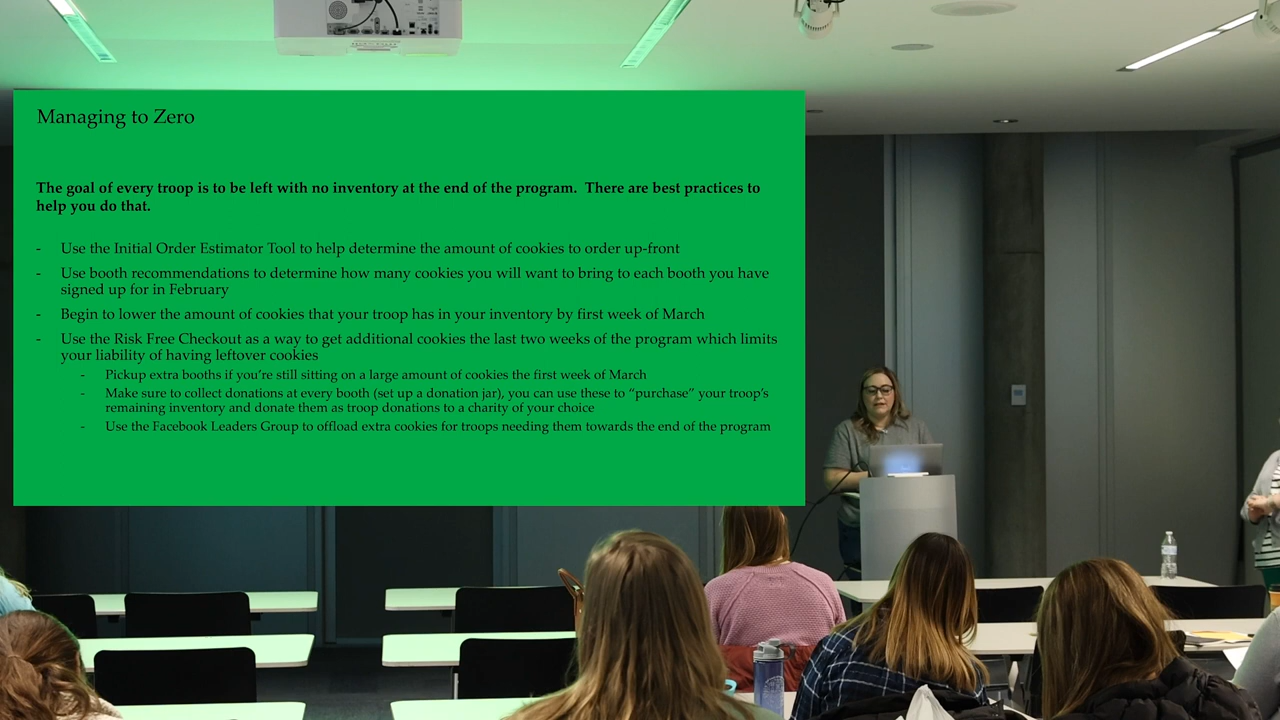 Managing to Zero
The goal of every troop is to be left with no inventory at the end of the program.  There are best practices to
help you do that.
- Use the Initial Order Estimator Tool to help determine the amount of cookies to order up-front
- Use booth recommendations to determine how many cookies you will want to bring to each booth you have
signed up for in February
- Begin to lower the amount of cookies that your troop has in your inventory by first week of March
- Use the Risk Free Checkout as a way to get additional cookies the last two weeks of the program which limits
your liability of having leftover cookies
- Pickup extra booths if you’re still sitting on a large amount of cookies the first week of March
- Make sure to collect donations at every booth (set up a donation jar), you can use these to “purchase” your troop’s
remaining inventory and donate them as troop donations to a charity of your choice
- Use the Facebook Leaders Group to offload extra cookies for troops needing them towards the end of the program